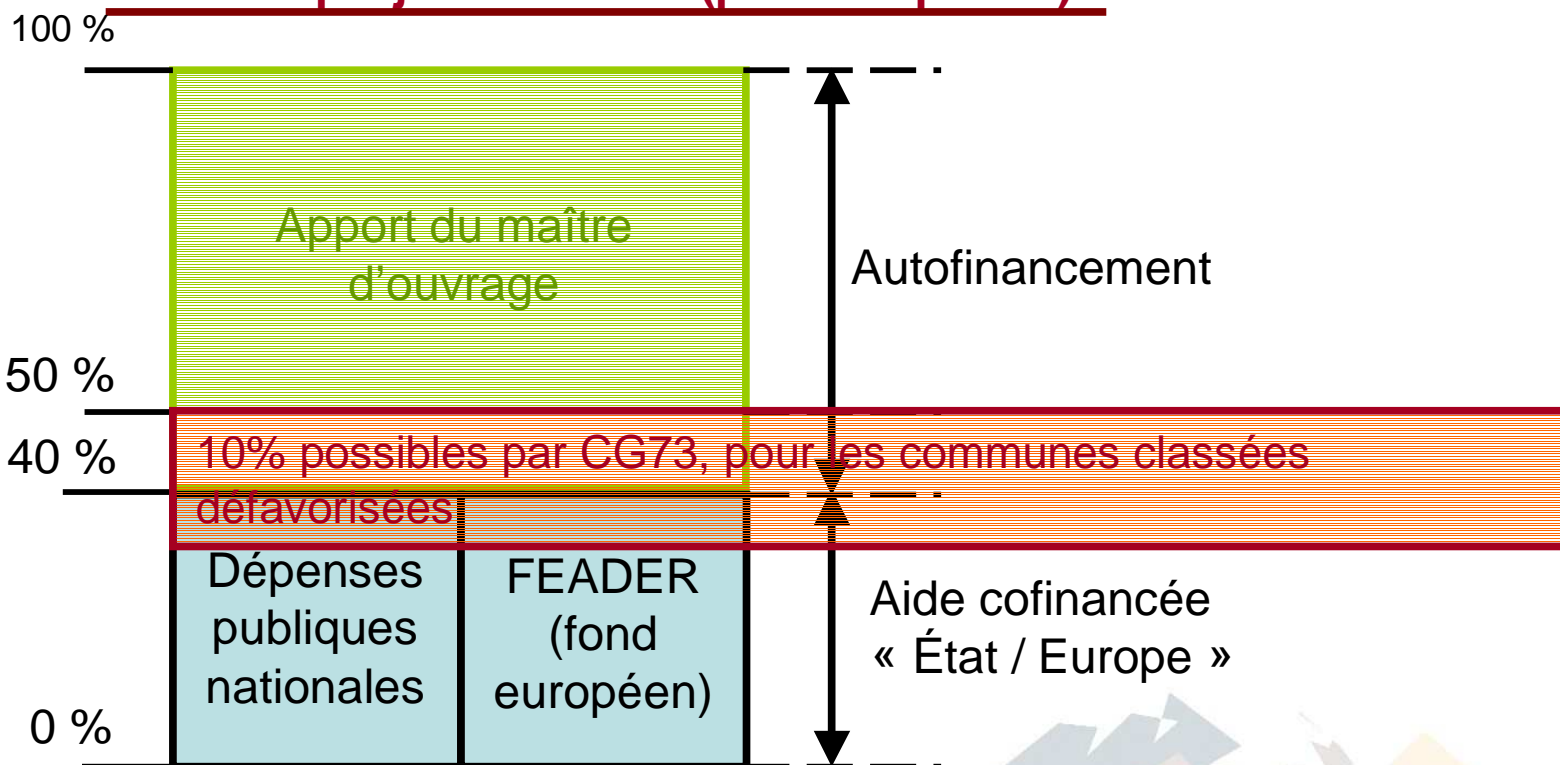 100 %
Apport du maître
d’ouvrage
Autofinancement
50 %
40 %
10% possibles par CG73, pour les communes classées
défavorisées
Dépenses
publiques
nationales
FEADER
(fond
européen)
Aide cofinancée
« État / Europe »
0 %